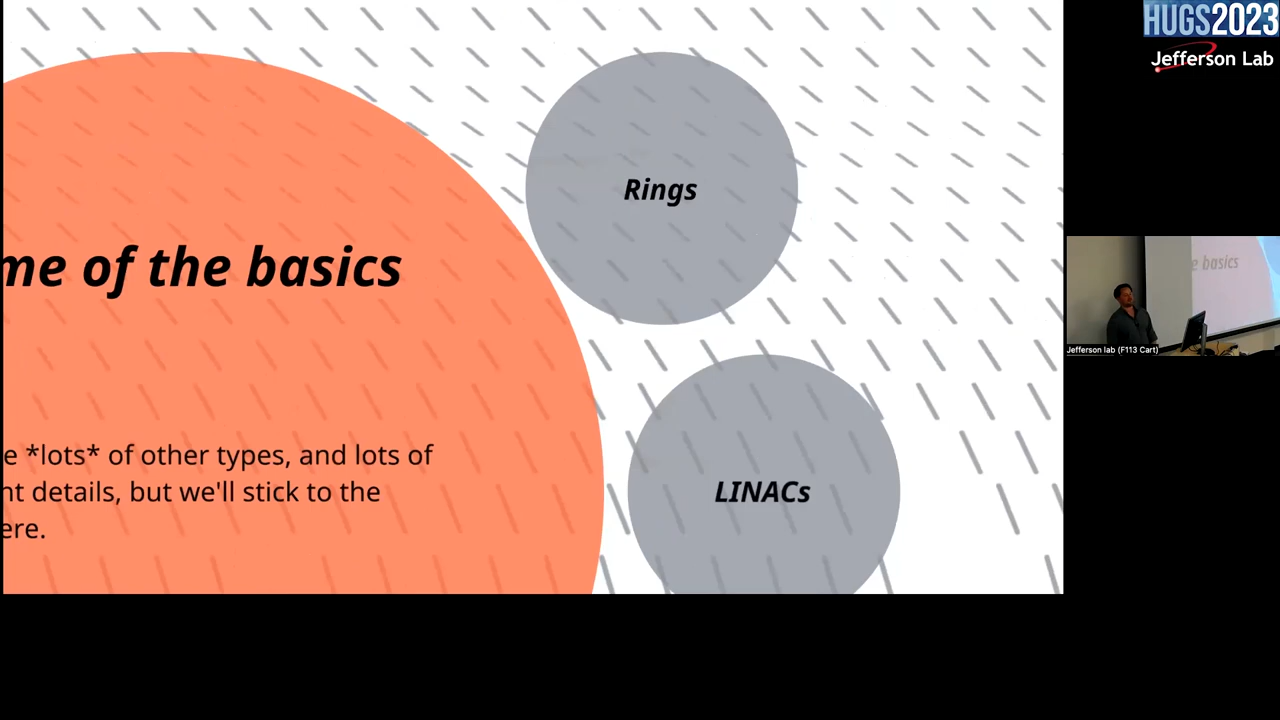 HUGS2023
Jefferson Lab
Rings
me of the basics
e basics
Jefferson lab (F113 Cart)
e *lots* of other types, and lots of
nt details, but we'll stick to the
ere.
LINACs